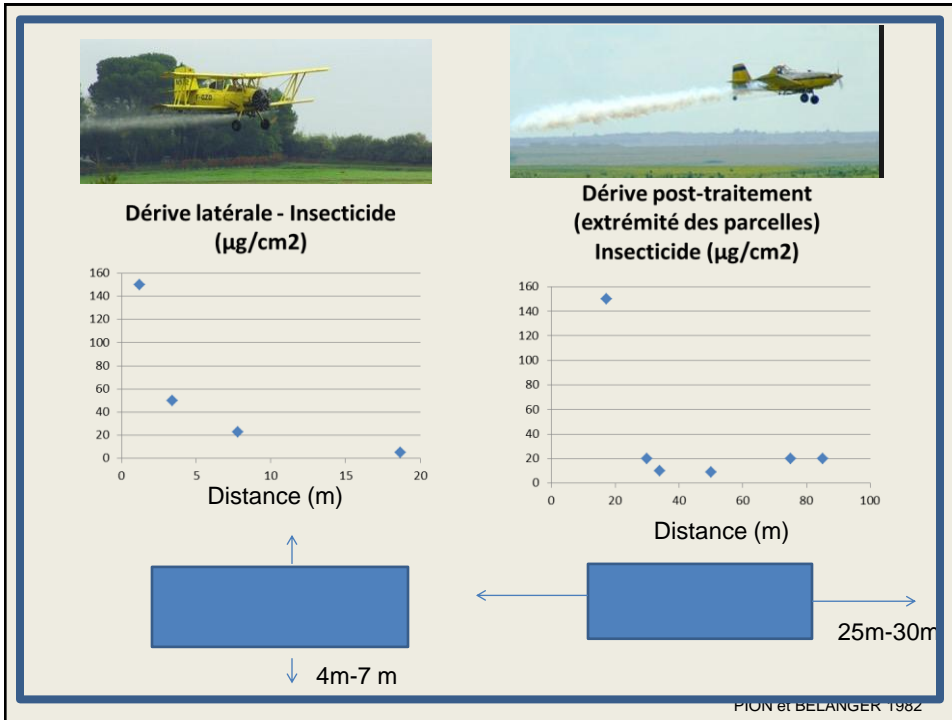 Dérive latérale - Insecticide
(µg/cm2)
160
140
120
100
80
60
40
20
0
0 5 10 15 20
Distance (m)
4m-7 m
Dérive post-traitement
(extrémité des parcelles)
Insecticide (µg/cm2)
160
140
120
100
80
60
40
20
0
0 20 40 60 80 100
Distance (m)
25m-30m
PION et BELANGER 1982